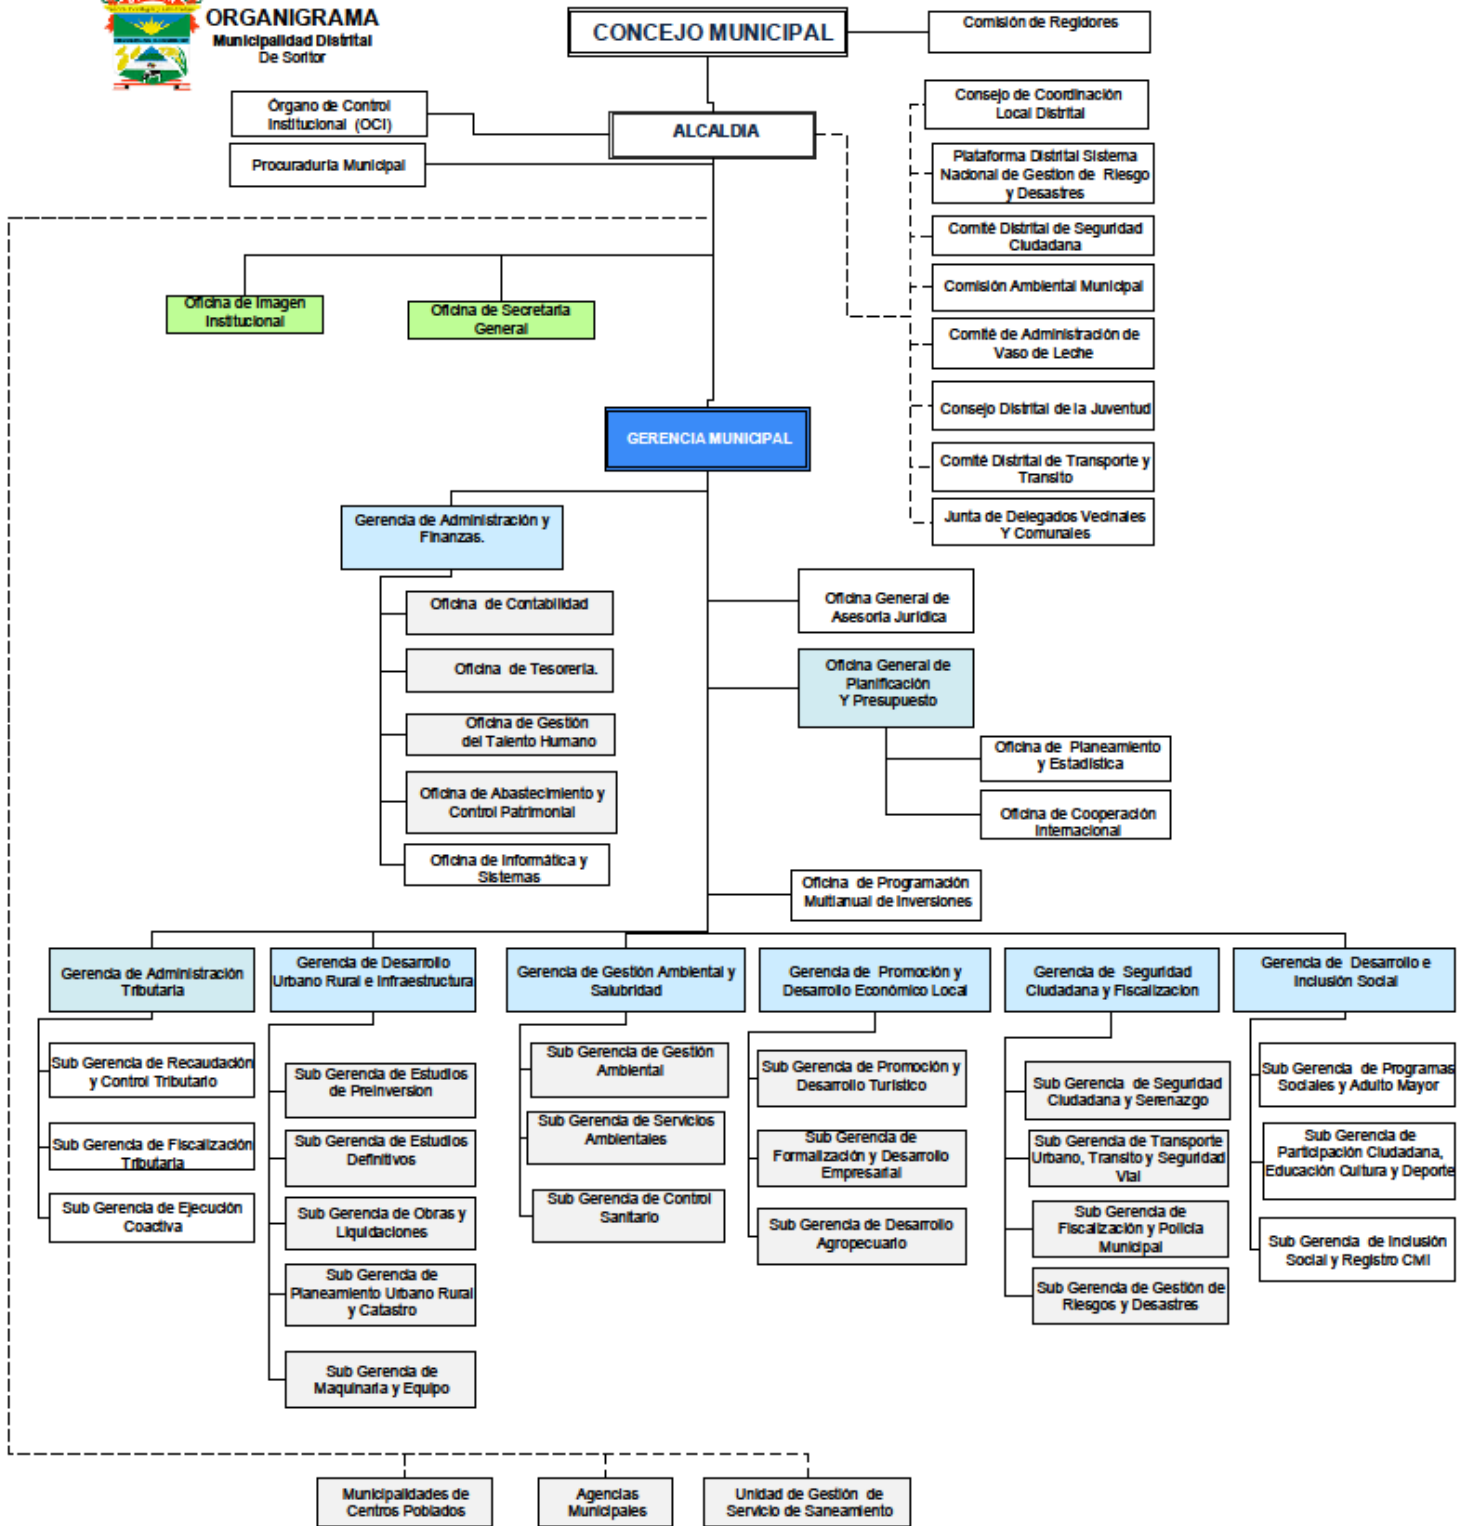 ORGANIGRAMA
Municipalidad Distrital
De Soritor
CONCEJO MUNICIPAL
Comisión de Regidores
Órgano de Control
Institucional (OCI)
ALCALDIA
Procuraduría Municipal
Consejo de Coordinación
Local Distrital
Plataforma Distrital Sistema
Nacional de Gestion de Riesgo
y Desastres
Comité Distrital de Seguridad
Ciudadana
Comisión Ambiental Municipal
Comité de Administración de
Vaso de Leche
Consejo Distrital de la Juventud
Comité Distrital de Transporte y
Transito
Junta de Delegados Vecinales
Y Comunales
Oficina de Imagen
Institucional
Oficina de Secretaría
General
GERENCIA MUNICIPAL
Gerencia de Administración y
Finanzas.
Oficina de Contabilidad
Oficina de Tesorería.
Oficina de Gestión
del Talento Humano
Oficina de Abastecimiento y
Control Patrimonial
Oficina de Informática y
Sistemas
Oficina General de
Asesoría Jurídica
Oficina General de
Planificación
Y Presupuesto
Oficina de Planeamiento
y Estadística
Oficina de Cooperación
Internacional
Oficina de Programación
Multianual de Inversiones
Gerencia de Administración
Tributaria
Sub Gerencia de Recaudación
y Control Tributario
Sub Gerencia de Fiscalización
Tributaria
Sub Gerencia de Ejecución
Coactiva
Gerencia de Desarrollo
Urbano Rural e Infraestructura
Sub Gerencia de Estudios
de Preinversion
Sub Gerencia de Estudios
Definitivos
Sub Gerencia de Obras y
Liquidaciones
Sub Gerencia de
Planeamiento Urbano Rural
y Catastro
Sub Gerencia de
Maquinaria y Equipo
Gerencia de Gestión Ambiental y
Salubridad
Sub Gerencia de Gestión
Ambiental
Sub Gerencia de Servicios
Ambientales
Sub Gerencia de Control
Sanitario
Gerencia de Promoción y
Desarrollo Económico Local
Sub Gerencia de Promoción y
Desarrollo Turístico
Sub Gerencia de
Formalización y Desarrollo
Empresarial
Sub Gerencia de Desarrollo
Agropecuario
Gerencia de Seguridad
Ciudadana y Fiscalizacion
Sub Gerencia de Seguridad
Ciudadana y Serenazgo
Sub Gerencia de Transporte
Urbano, Transito y Seguridad
Vial
Sub Gerencia de
Fiscalización y Policía
Municipal
Sub Gerencia de Gestión de
Riesgos y Desastres
Gerencia de Desarrollo e
Inclusión Social
Sub Gerencia de Programas
Sociales y Adulto Mayor
Sub Gerencia de
Participación Ciudadana,
Educación Cultura y Deporte
Sub Gerencia de Inclusión
Social y Registro Civil
Municipalidades de
Centros Poblados
Agencias
Municipales
Unidad de Gestión de
Servicio de Saneamiento